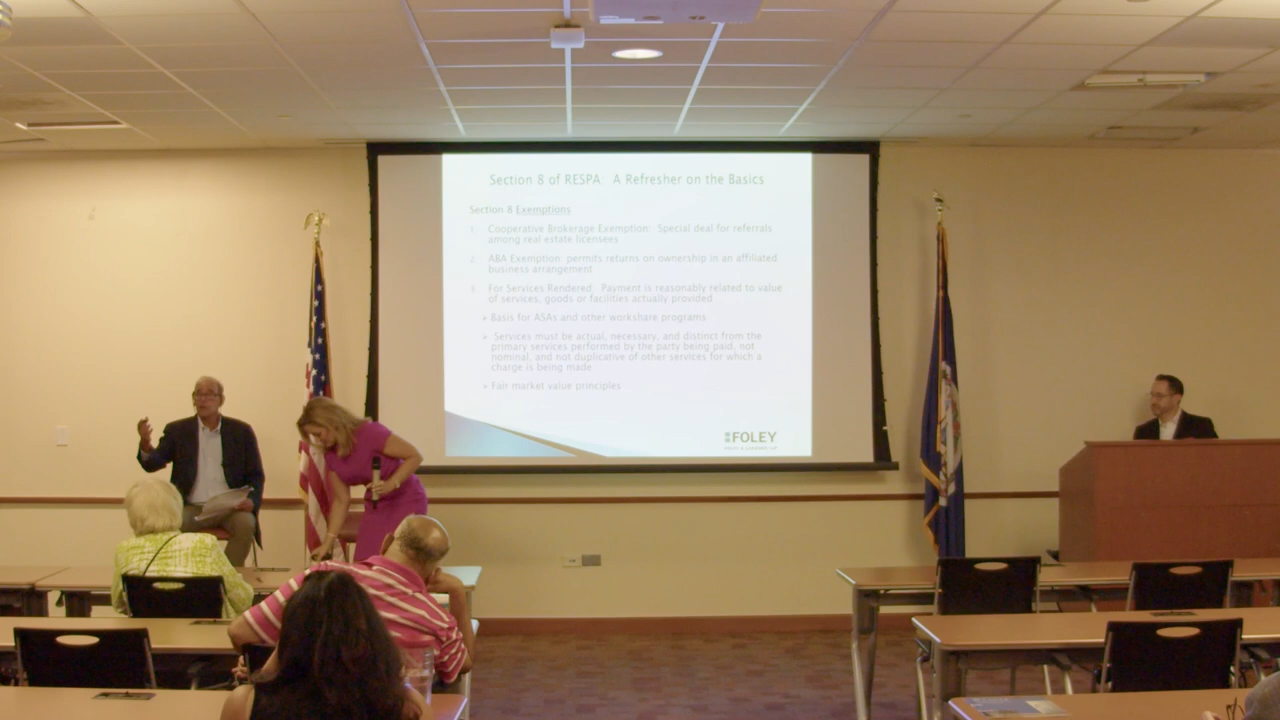 Section 8 of RESPA: A Refresher on the Basics
Section 8 Exemptions
1. Cooperative Brokerage Exemption: Special deal for referrals
among real estate licensees
2. ABA Exemption: permits returns on ownership in an affiliated
business arrangement
3. For Services Rendered: Payment is reasonably related to value
of services, goods or facilities actually provided
Basis for ASAs and other workshare programs
Services must be actual, necessary, and distinct from the
primary services performed by the party being paid, not
nominal, and not duplicative of other services for which a
charge is being made
Fair market value principles
FOLEY
FOLEY & LARDNER LLP